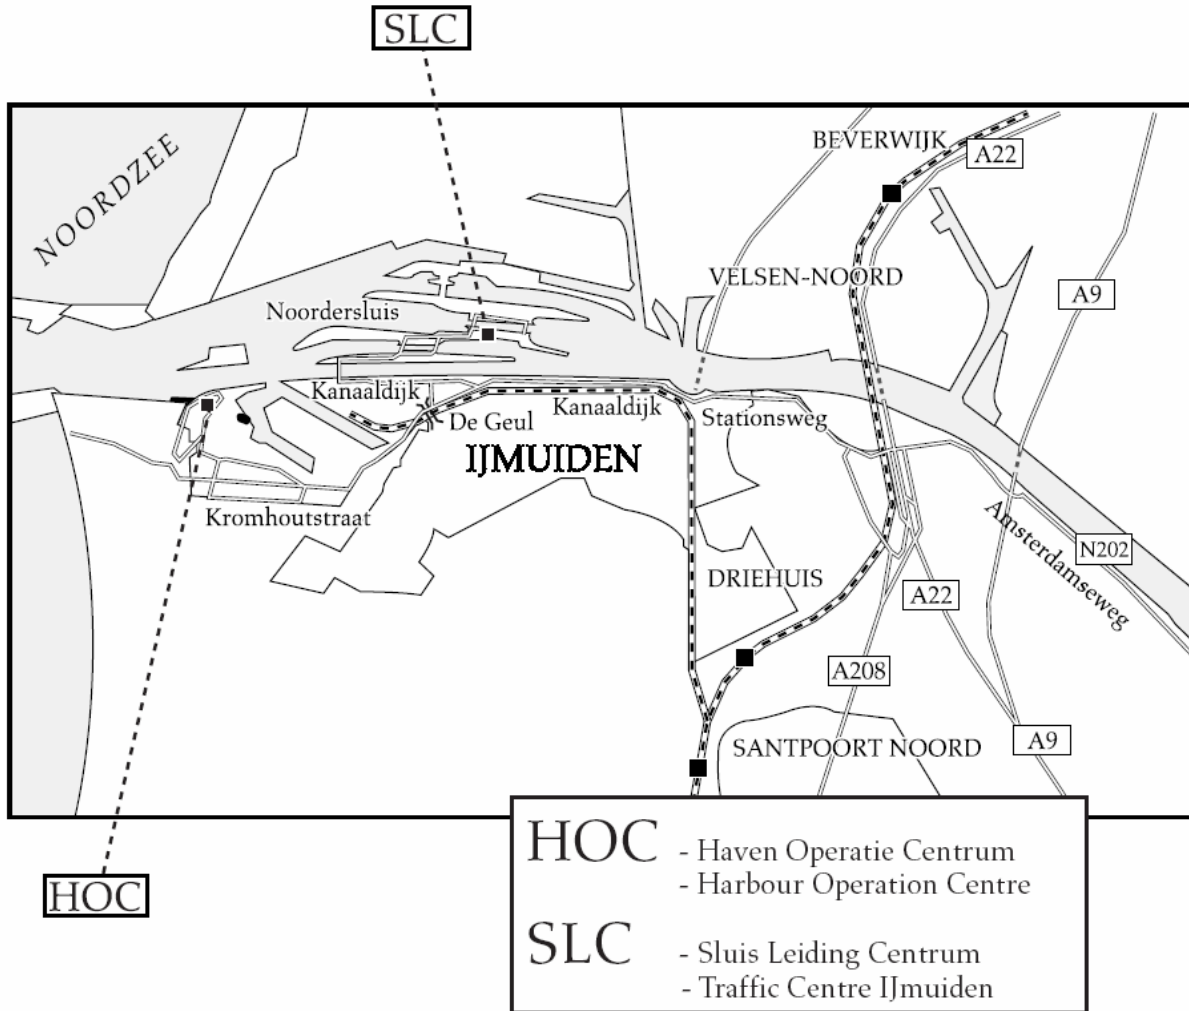 SLC
NOORDZEE
BEVERWIJK
A22
VELSEN-NOORD
A9
Noordersluis
Kanaaldijk
De Geul
Kanaaldijk
Stationsweg
IJMUIDEN
Kromhoutstraat
Amsterdamseweg
N202
DRIEHUIS
A22
A208
SANTPOORT NOORD
A9
HOC
HOC - Haven Operatie Centrum
- Harbour Operation Centre
SLC - Sluis Leiding Centrum
- Traffic Centre IJmuiden